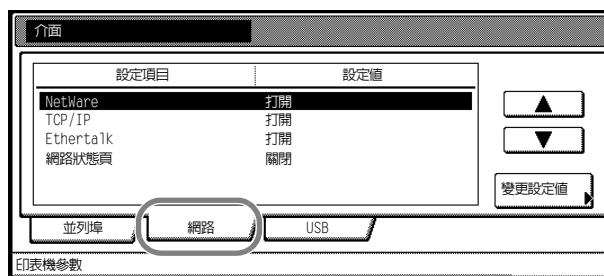 介面
設定項目 設定値
NetWare 打開
TCP/IP 打開
Ethertalk 打開
網路狀態頁 關閉
變更設定値
並列埠 網路 USB
印表機參數